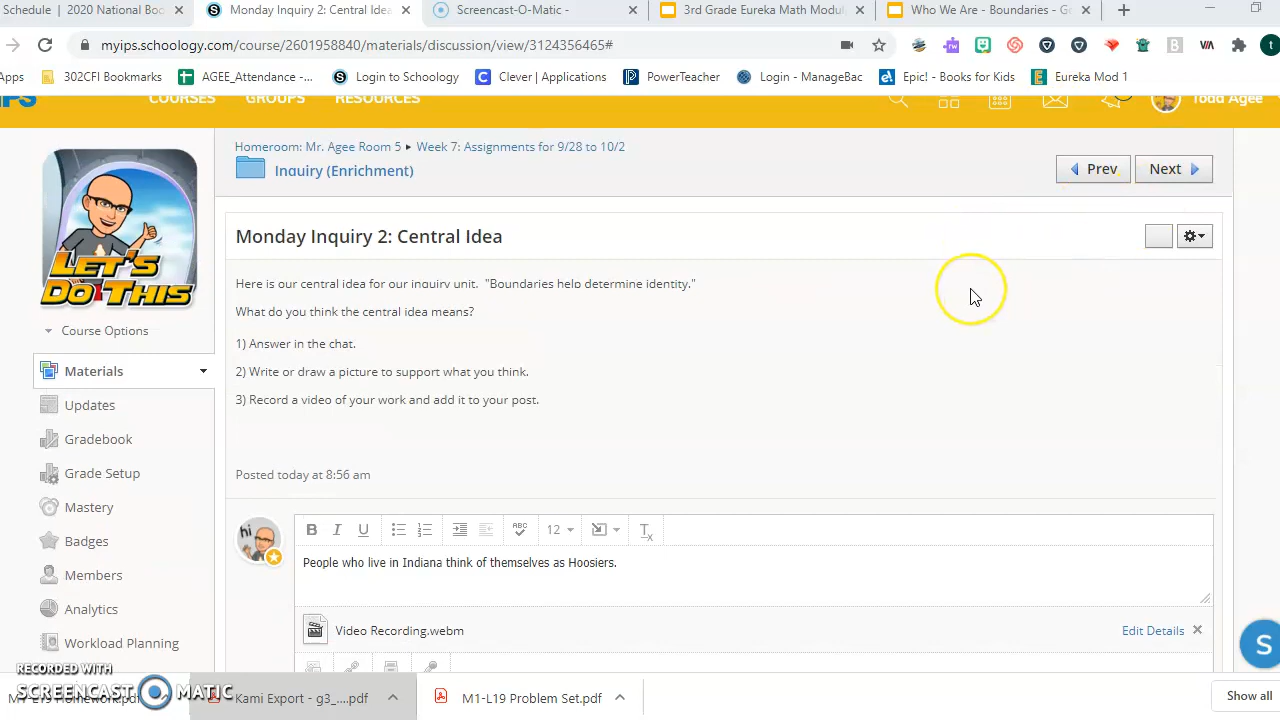 Schedule | 2020 National Boo
Monday Inquiry 2: Central Idea
Screencast-O-Matic -
3rd Grade Eureka Math Modul
Who We Are - Boundaries - Go
myips.schoology.com/course/2601958840/materials/discussion/view/3124356465#
Apps
302CFI Bookmarks
AGEE_Attendance -...
Login to Schoology
Clever | Applications
PowerTeacher
Login - ManageBac
Epic! - Books for Kids
Eureka Mod 1
COURSES
GROUPS
RESOURCES
Todd Agee
Homeroom: Mr. Agee Room 5 ▸ Week 7: Assignments for 9/28 to 10/2
Inquiry (Enrichment)
Prev
Next
LET'S
DO THIS
Monday Inquiry 2: Central Idea
Here is our central idea for our inquiry unit. "Boundaries help determine identity."
What do you think the central idea means?
1) Answer in the chat.
2) Write or draw a picture to support what you think.
3) Record a video of your work and add it to your post.
Posted today at 8:56 am
Course Options
Materials
Updates
Gradebook
Grade Setup
Mastery
Badges
Members
Analytics
Workload Planning
hi
B I U
ABC
12
Tx
People who live in Indiana think of themselves as Hoosiers.
Video Recording.webm
Edit Details
S
RECORDED WITH
SCREENCAST MATIC
Kami Export - g3_....pdf
M1-L19 Problem Set.pdf
Show all